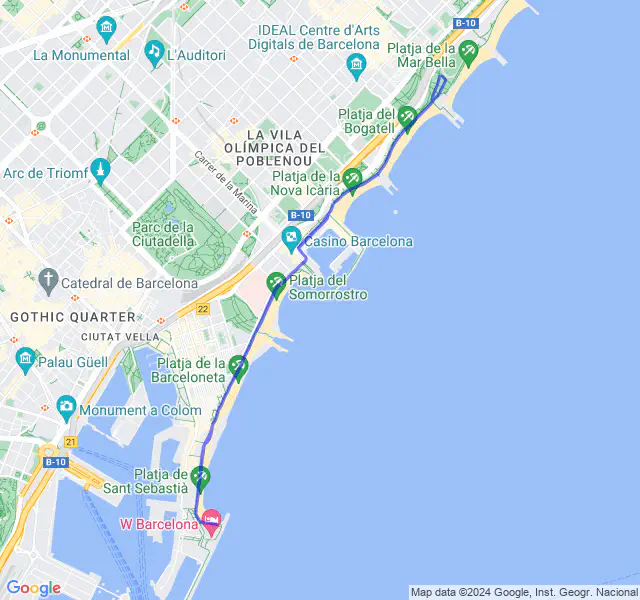 IDEAL Centre d'Arts
Digitals de Barcelona
B-10
Platja de la
Mar Bella
La Monumental
L'Auditori
Platja del
Bogatell
LA VILA
OLÍMPICA DEL
POBLENOU
Arc de Triomf
Carrer de la Marina
Platja de la
Nova Icària
B-10
Parc de la
Ciutadella
Casino Barcelona
Catedral de Barcelona
Platja del
Somorrostro
22
GOTHIC QUARTER
CIUTAT VELLA
Palau Güell
Platja de la
Barceloneta
Monument a Colom
21
B-10
Platja de
Sant Sebastià
W Barcelona
Google
Map data ©2024 Google, Inst. Geogr. Nacional